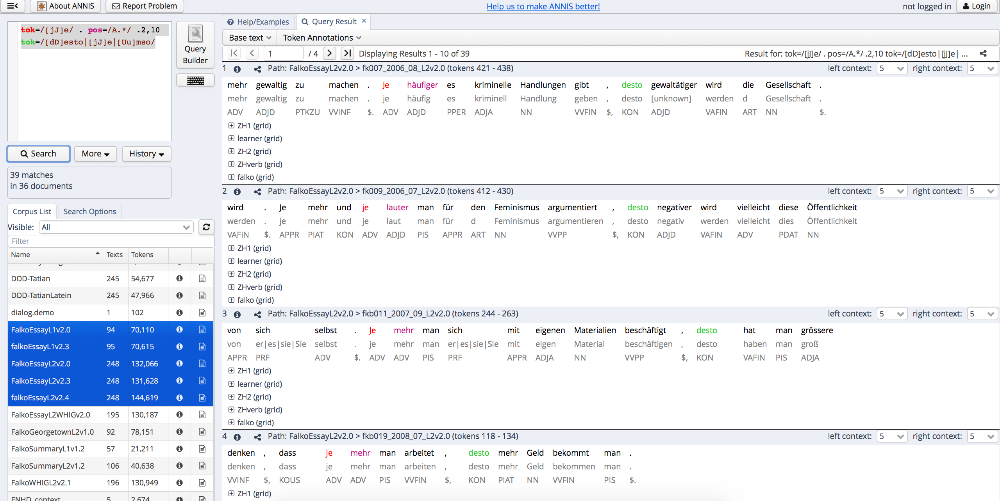 About ANNIS
Report Problem
Help us to make ANNIS better!
not logged in
Login
tok=/[jJ]e/ . pos=/A.*/ .2,10
tok=/[dD]esto|[jJ]e|[Uu]mso/
Query
Builder
Search
More
History
39 matches
in 36 documents
Corpus List
Search Options
Visible: All
Filter
Name Texts Tokens
DDD-Tatian 245 54,677
DDD-TatianLatein 245 47,966
dialog.demo 1 102
FalkoEssayL1v2.0 94 70,110
falkoEssayL1v2.3 95 70,615
FalkoEssayL2v2.0 248 132,066
FalkoEssayL2v2.3 248 131,628
falkoEssayL2v2.4 248 144,619
FalkoEssayL2WHIGv2.0 195 130,187
FalkoGeorgetownL2v1.0 92 78,151
FalkoSummaryL1v1.2 57 21,211
FalkoSummaryL2v1.2 106 40,638
FalkoWHIGL2v2.1 196 130,949
FNHD_context 5 2,674
Help/Examples
Query Result ×
Base text
Token Annotations
1 / 4 Displaying Results 1 - 10 of 39
Result for: tok=/[jJ]e/ . pos=/A.*/ .2,10 tok=/[dD]esto|[jJ]e| ...
1 Path: FalkoEssayL2v2.0 > fk007_2006_08_L2v2.0 (tokens 421 - 438) left context: 5 right context: 5
mehr gewaltig zu machen . Je häufiger es kriminelle Handlungen gibt , desto gewaltätiger wird die Gesellschaft .
mehr gewaltig zu machen . je häufig es kriminell Handlung geben , desto [unknown] werden d Gesellschaft .
ADV ADJD PTKZU VVINF $. ADV ADJD PPER ADJA NN VVFIN $, KON ADJD VAFIN ART NN $.
ZH1 (grid)
learner (grid)
ZH2 (grid)
ZHverb (grid)
falko (grid)
2 Path: FalkoEssayL2v2.0 > fk009_2006_07_L2v2.0 (tokens 412 - 430) left context: 5 right context: 5
wird . Je mehr und je lauter man für den Feminismus argumentiert , desto negativer wird vielleicht diese Öffentlichkeit
werden . je mehr und je laut man für d Feminismus argumentieren , desto negativ werden vielleicht dies Öffentlichkeit
VAFIN $. APPR PIAT KON ADV ADJD PIS APPR ART NN VVPP $, KON ADJD VAFIN ADV PDAT NN
ZH1 (grid)
learner (grid)
ZH2 (grid)
ZHverb (grid)
falko (grid)
3 Path: FalkoEssayL2v2.0 > fkb011_2007_09_L2v2.0 (tokens 244 - 263) left context: 5 right context: 5
von sich selbst . Je mehr man sich mit eigenen Materialien beschäftigt , desto hat man grössere
von er|es|sie|Sie selbst . je mehr man er|es|sie|Sie mit eigen Material beschäftigen , desto haben man groß
APPR PRF ADV $. ADV ADV PIS PRF APPR ADJA NN VVPP $, KON VAFIN PIS ADJA
ZH1 (grid)
learner (grid)
ZH2 (grid)
ZHverb (grid)
falko (grid)
4 Path: FalkoEssayL2v2.0 > fkb019_2008_07_L2v2.0 (tokens 118 - 134) left context: 5 right context: 5
denken , dass je mehr man arbeitet , desto mehr Geld bekommt man .
denken , dass je mehr man arbeiten , desto mehr Geld bekommen man .
VVINF $, KOUS ADV ADV PIS VVFIN $, KON PIAT NN VVFIN PIS $.
ZH1 (grid)